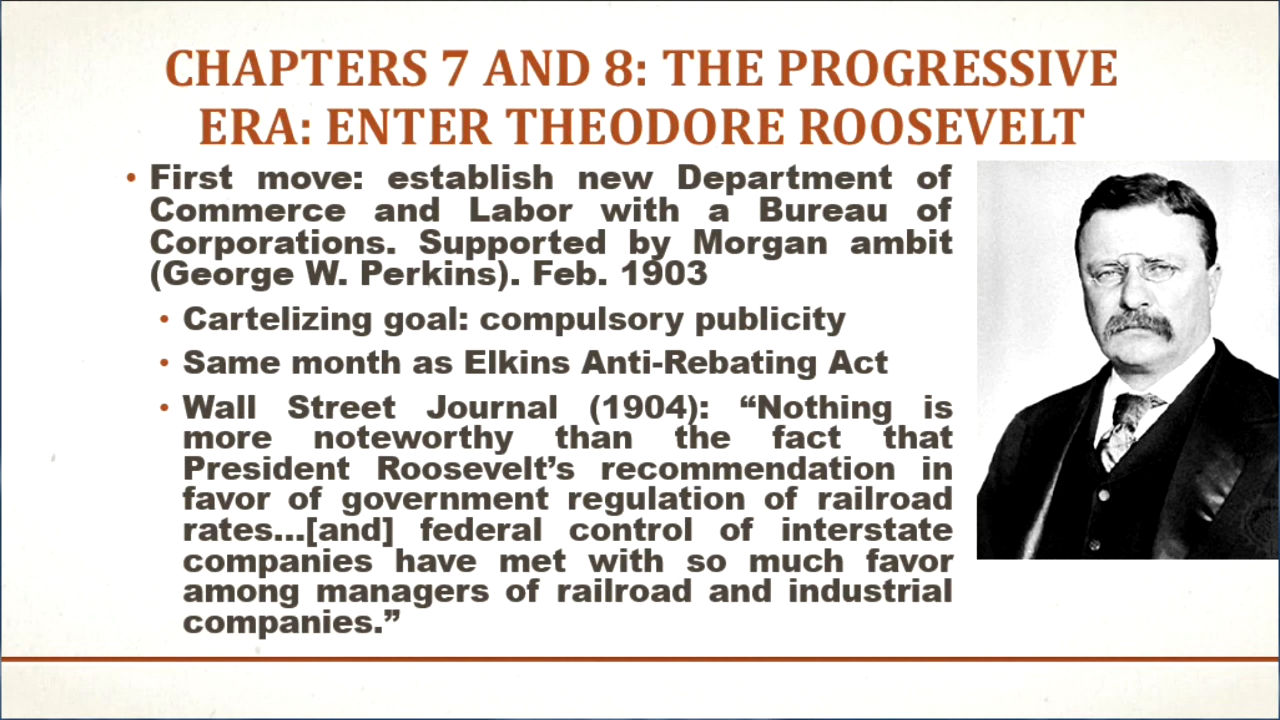 CHAPTERS 7 AND 8: THE PROGRESSIVE
ERA: ENTER THEODORE ROOSEVELT
• First move: establish new Department of
Commerce and Labor with a Bureau of
Corporations. Supported by Morgan ambit
(George W. Perkins). Feb. 1903
• Cartelizing goal: compulsory publicity
• Same month as Elkins Anti-Rebating Act
• Wall Street Journal (1904): “Nothing is
more noteworthy than the fact that
President Roosevelt’s recommendation in
favor of government regulation of railroad
rates...[and] federal control of interstate
companies have met with so much favor
among managers of railroad and industrial
companies.”